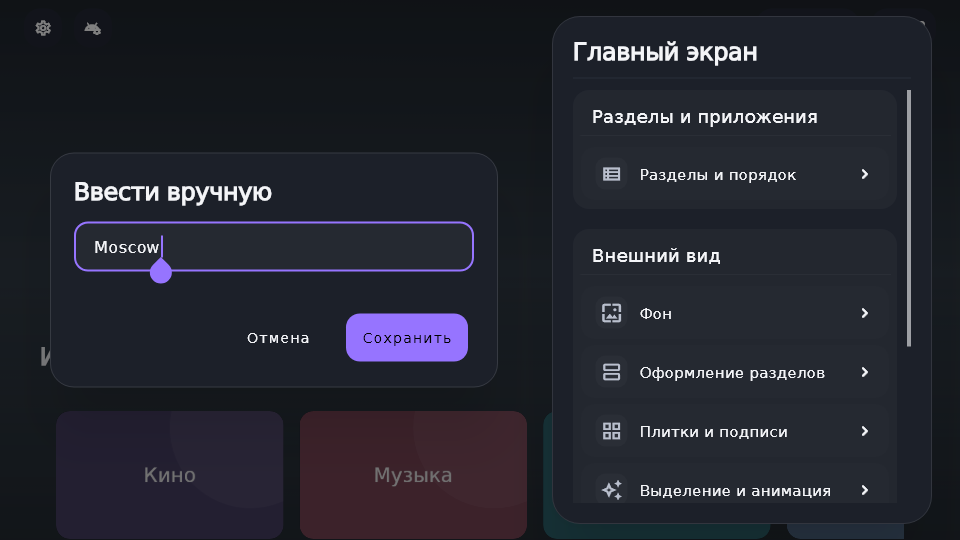 Ввести вручную
Moscow
Отмена
Сохранить
Кино
Музыка
Главный экран
Разделы и приложения
Разделы и порядок
Внешний вид
Фон
Оформление разделов
Плитки и подписи
Выделение и анимация